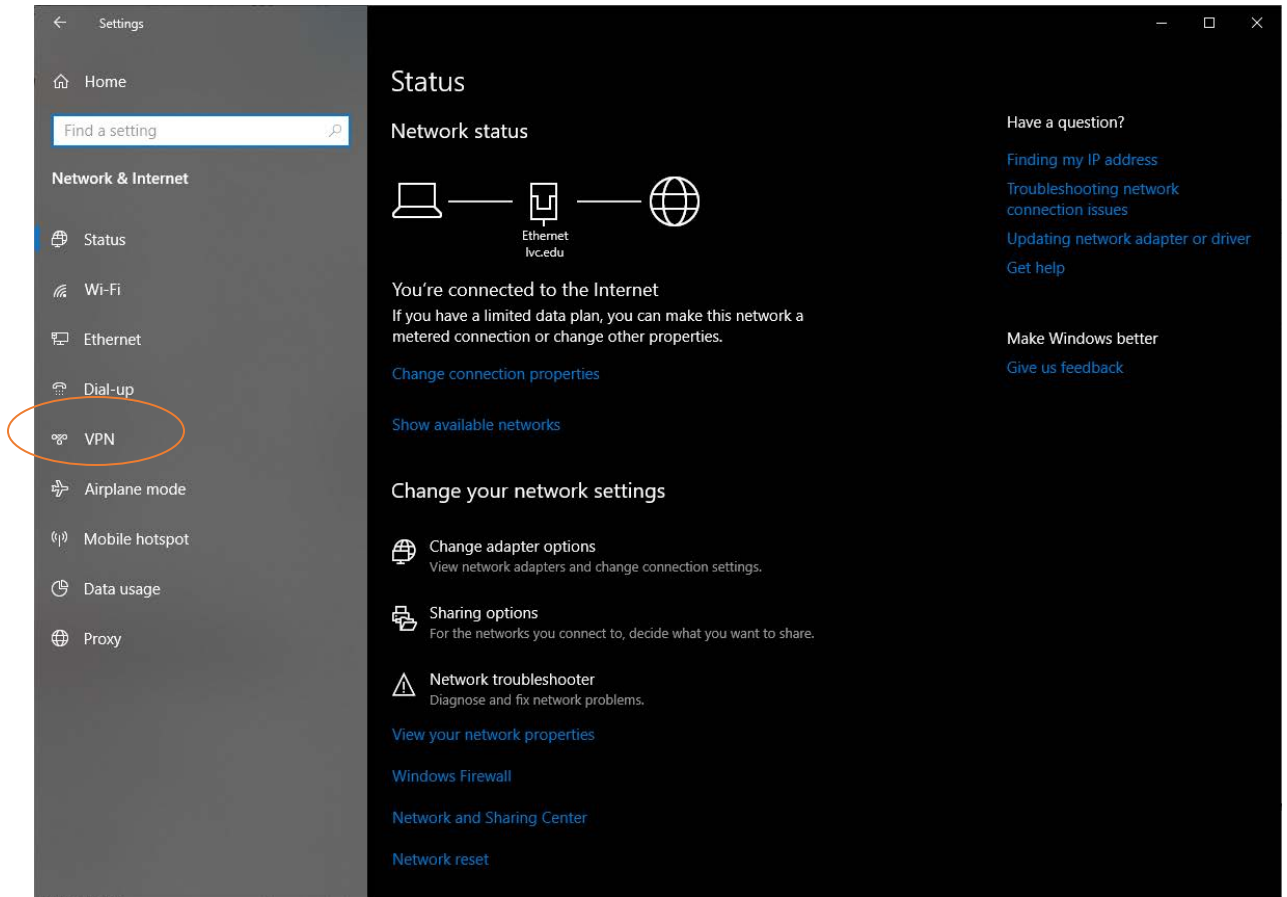 Settings
Home
Find a setting
Network & Internet
Status
Wi-Fi
Ethernet
Dial-up
VPN
Airplane mode
Mobile hotspot
Data usage
Proxy
Status
Network status
Ethernet
lvc.edu
You're connected to the Internet
If you have a limited data plan, you can make this network a
metered connection or change other properties.
Change connection properties
Show available networks
Change your network settings
Change adapter options
View network adapters and change connection settings.
Sharing options
For the networks you connect to, decide what you want to share.
Network troubleshooter
Diagnose and fix network problems.
View your network properties
Windows Firewall
Network and Sharing Center
Network reset
Have a question?
Finding my IP address
Troubleshooting network
connection issues
Updating network adapter or driver
Get help
Make Windows better
Give us feedback